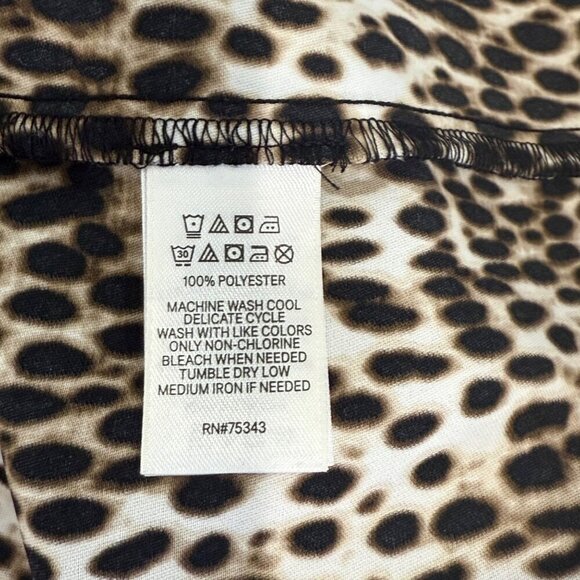 30
100% POLYESTER
MACHINE WASH COOL
DELICATE CYCLE
WASH WITH LIKE COLORS
ONLY NON-CHLORINE
BLEACH WHEN NEEDED
TUMBLE DRY LOW
MEDIUM IRON IF NEEDED
RN#75343